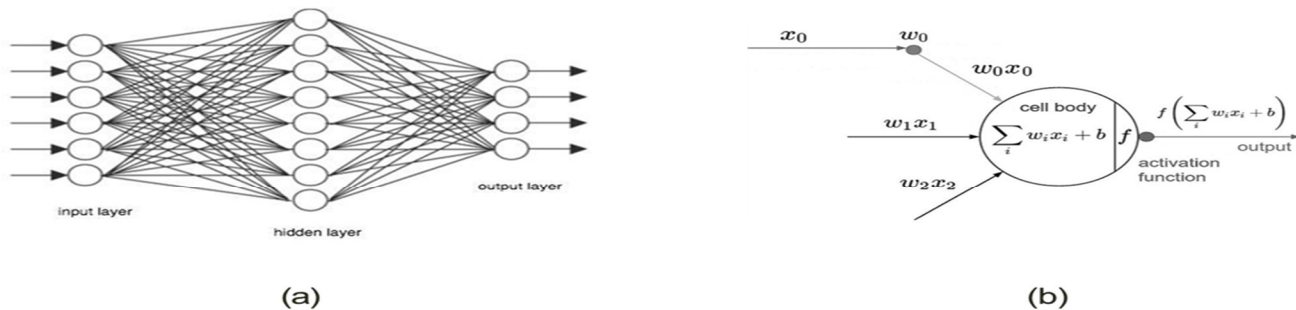 input layer
hidden layer
output layer
(a)
x₀
w₀
w₀x₀
cell body
w₁x₁
∑ᵢ wᵢxᵢ + b
f
f(∑ᵢ wᵢxᵢ + b)
output
activation
function
w₂x₂
(b)